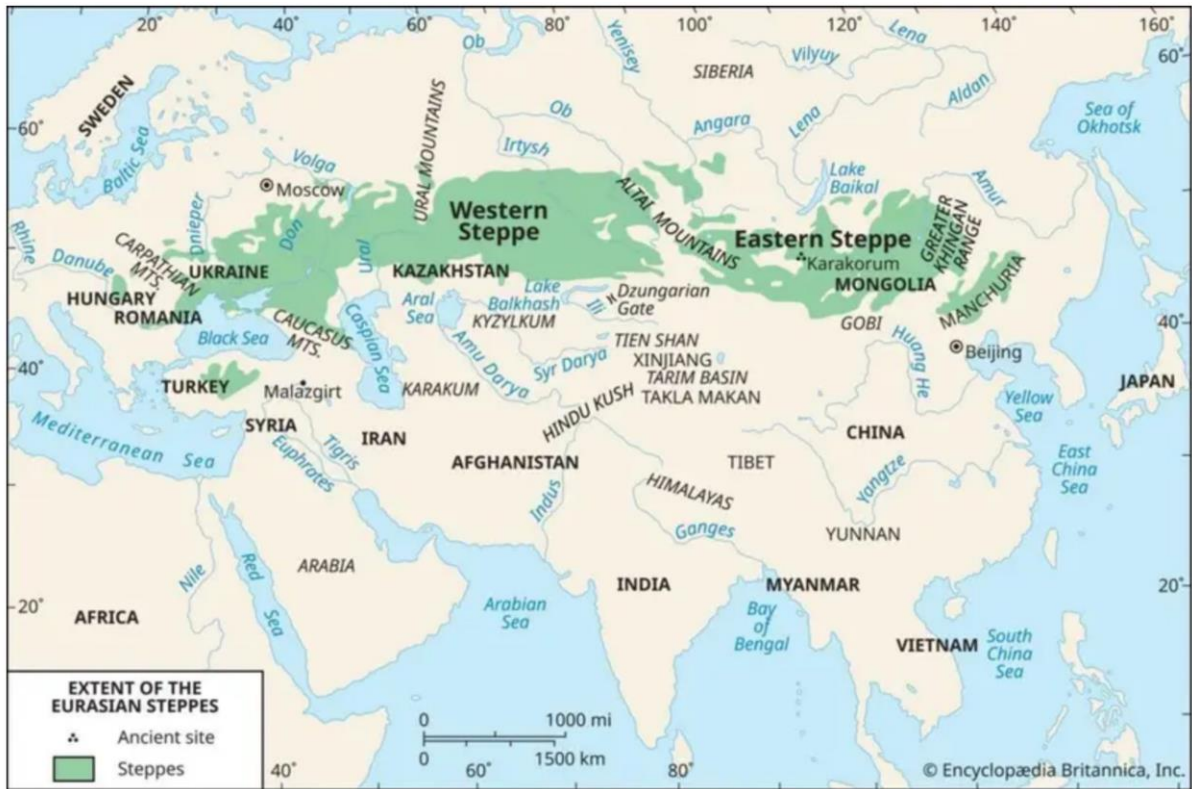 20°
40°
60°
80°
100°
120°
140°
160°
60°
60°
40°
40°
20°
20°
40°
60°
80°
Ob
Yenisey
Lena
Vilyuy
SIBERIA
Aldan
Sea of
Okhotsk
SWEDEN
Baltic Sea
URAL MOUNTAINS
Ob
Irtysh
Angara
Lena
Volga
Moscow
Lake
Baikal
Amur
Rhine
Danube
Dnieper
Don
CARPATHIAN
MTS.
Western
Steppe
ALTAI MOUNTAINS
Eastern Steppe
Karakorum
GREATER
KHINGAN
RANGE
UKRAINE
Ural
KAZAKHSTAN
MONGOLIA
MANCHURIA
HUNGARY
ROMANIA
Aral
Sea
Lake
Balkhash
Ili
Dzungarian
Gate
KYZYLKUM
GOBI
Huang He
Black Sea
CAUCASUS
MTS.
Caspian Sea
Amu Darya
Syr Darya
TIEN SHAN
XINJIANG
TARIM BASIN
TAKLA MAKAN
Beijing
TURKEY
Malazgirt
KARAKUM
HINDU KUSH
Yellow
Sea
JAPAN
Mediterranean Sea
SYRIA
IRAN
Tigris
Euphrates
AFGHANISTAN
CHINA
TIBET
East
China
Sea
Indus
HIMALAYAS
Yangtze
Ganges
YUNNAN
Nile
Red
Sea
ARABIA
INDIA
MYANMAR
AFRICA
Arabian
Sea
Bay
of
Bengal
VIETNAM
South
China
Sea
EXTENT OF THE
EURASIAN STEPPES
Ancient site
Steppes
0 1000 mi
0 1500 km
© Encyclopædia Britannica, Inc.